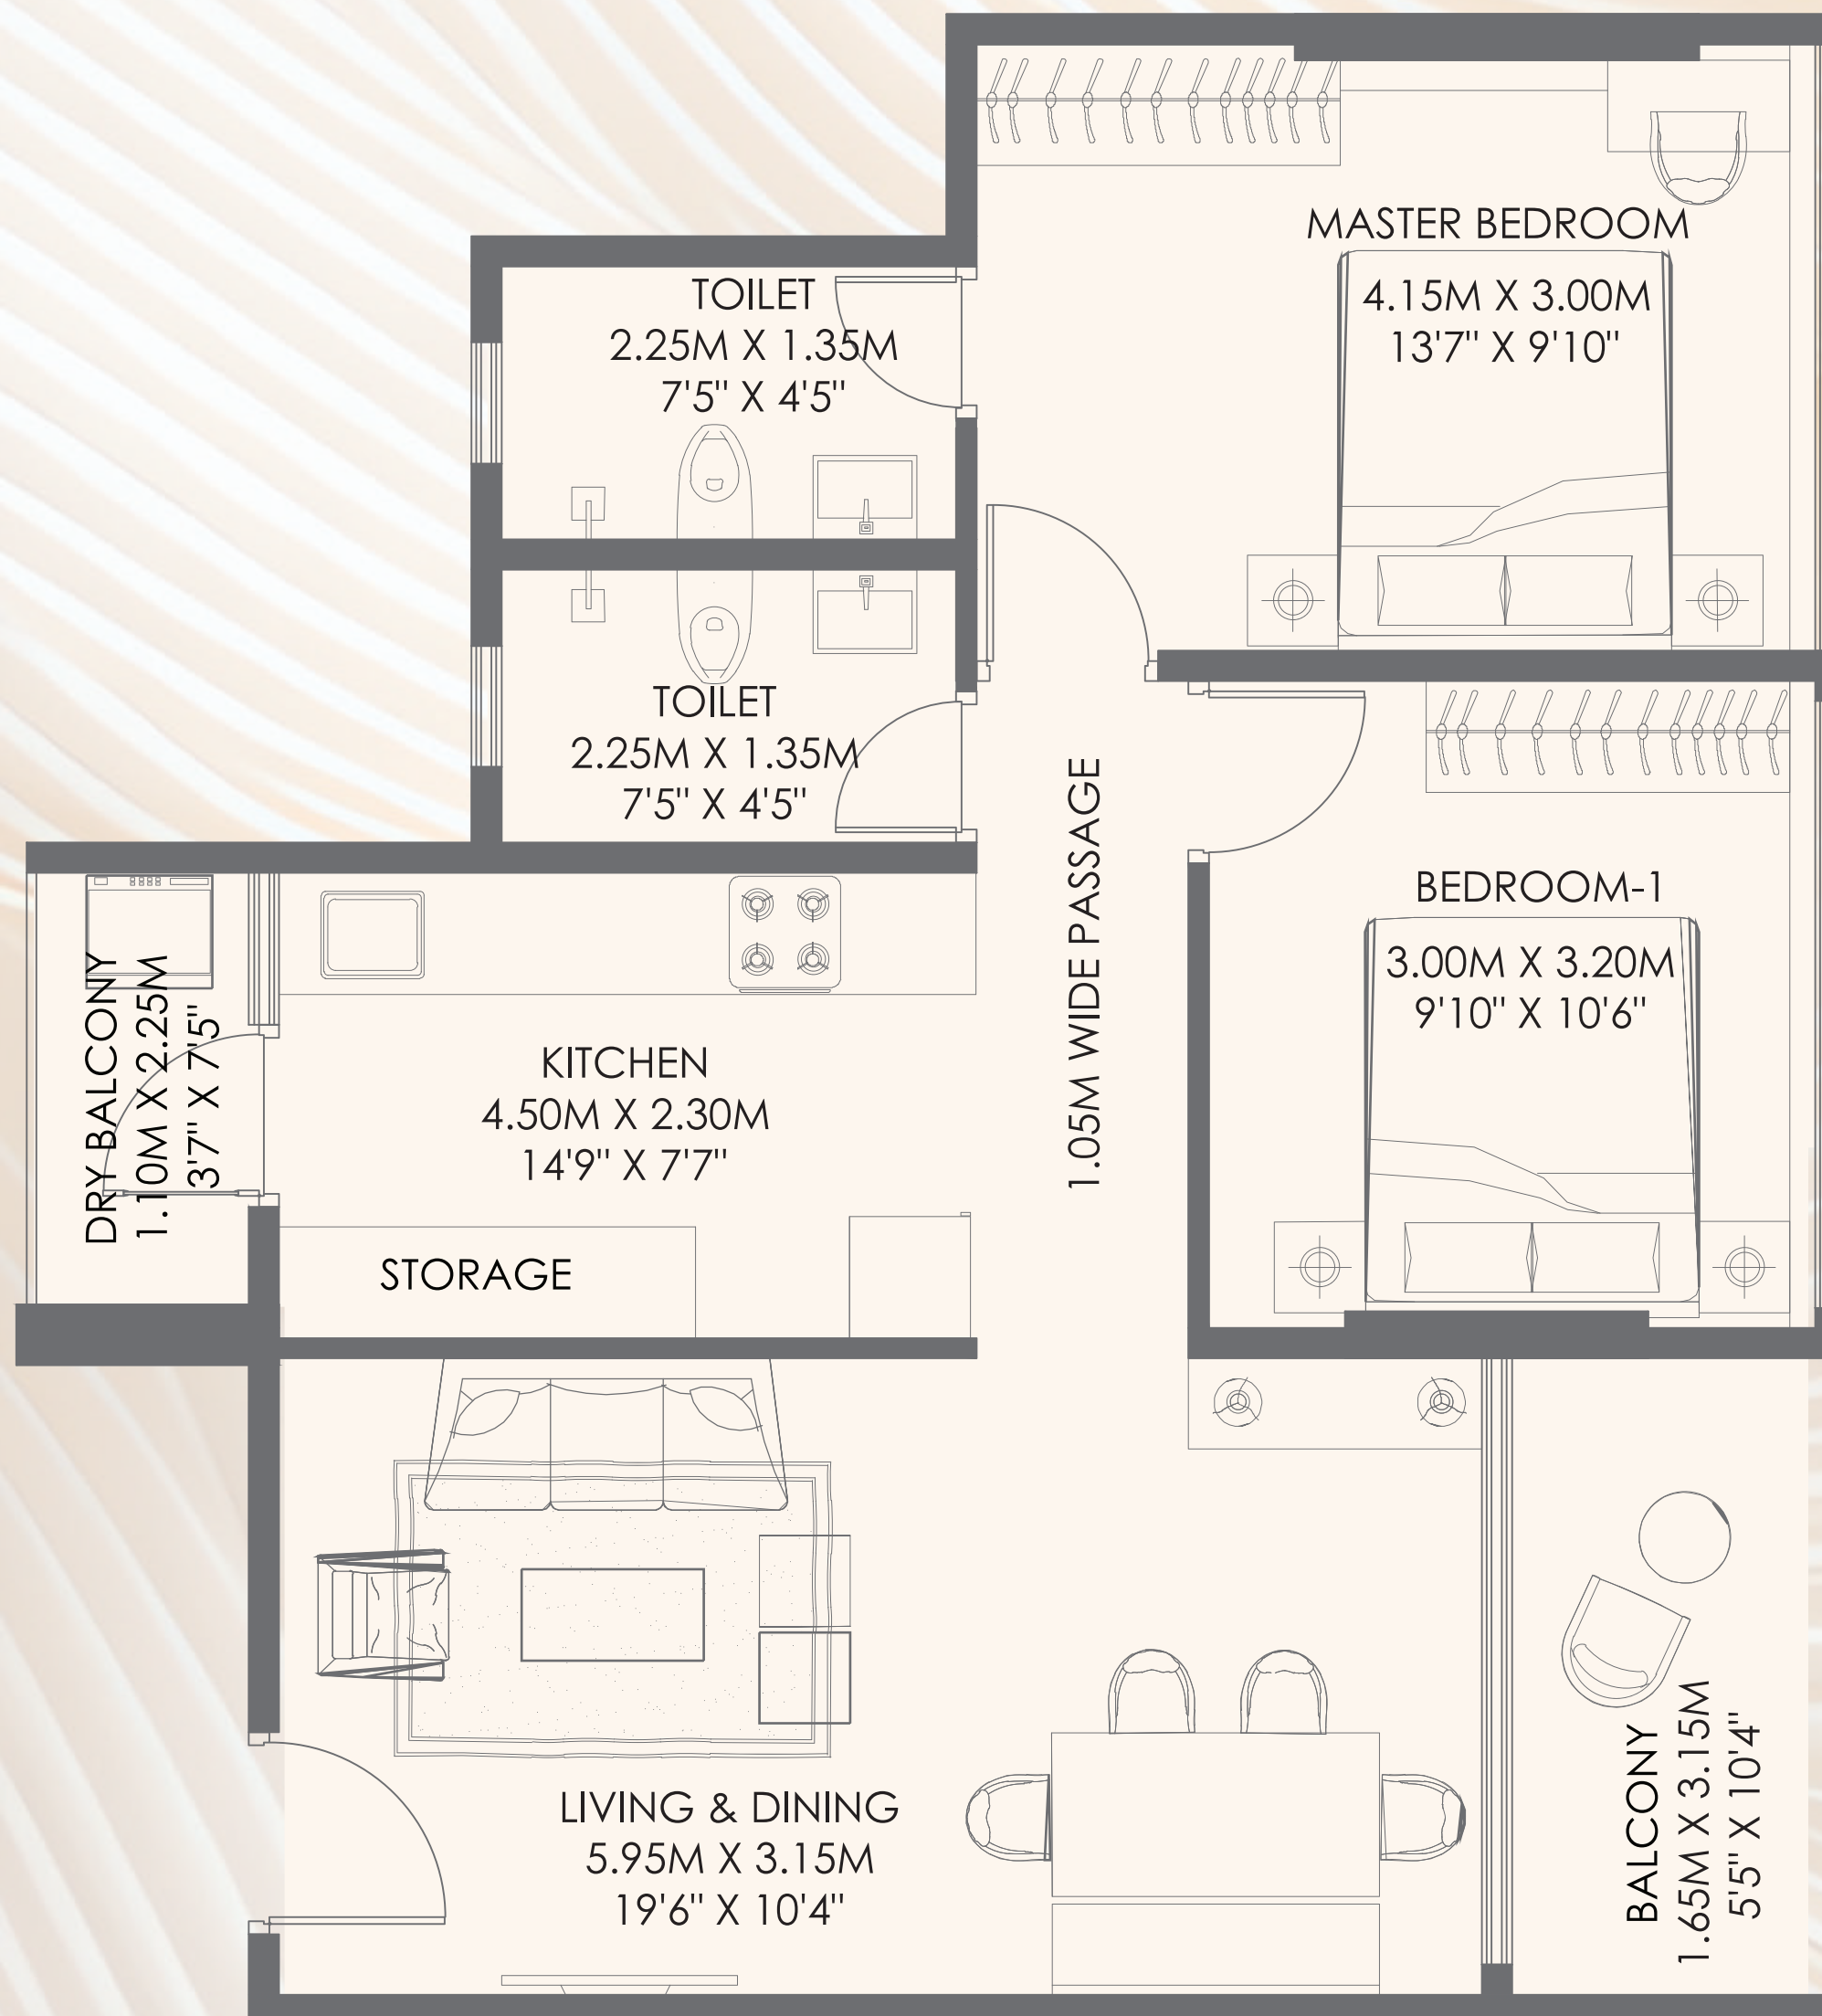 MASTER BEDROOM
4.15M X 3.00M
13'7" X 9'10"
TOILET
2.25M X 1.35M
7'5" X 4'5"
TOILET
2.25M X 1.35M
7'5" X 4'5"
1.05M WIDE PASSAGE
BEDROOM-1
3.00M X 3.20M
9'10" X 10'6"
DRY BALCONY
1.10M X 2.25M
3'7" X 7'5"
KITCHEN
4.50M X 2.30M
14'9" X 7'7"
STORAGE
LIVING & DINING
5.95M X 3.15M
19'6" X 10'4"
BALCONY
1.65M X 3.15M
5'5" X 10'4"